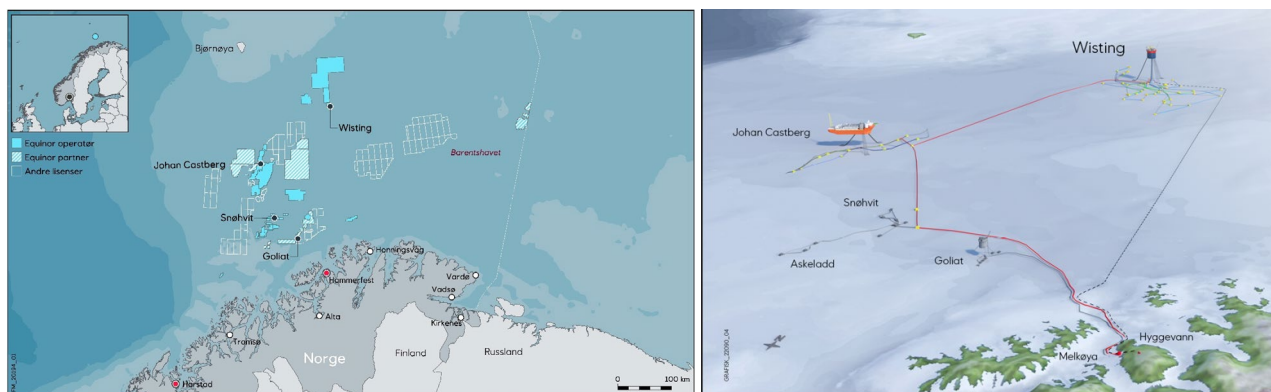 Bjørnøya
Wisting
Equinor operatør
Equinor partner
Andre lisenser
Johan Castberg
Barentshavet
Snøhvit
Goliat
Honningsvåg
Hammerfest
Vardø
Vadsø
Alta
Kirkenes
Tromsø
Norge
Finland
Russland
Harstad
0
100 km
Wisting
Johan Castberg
Snøhvit
Askeladd
Goliat
Hyggevann
Melkøya